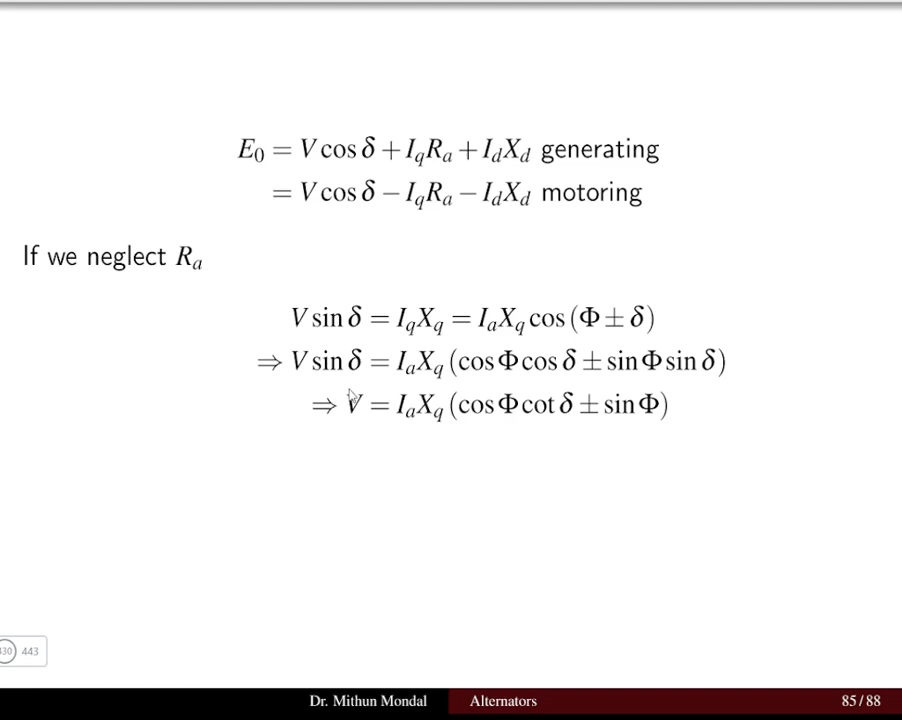 E₀ = V cos δ + I_q R_a + I_d X_d generating
= V cos δ − I_q R_a − I_d X_d motoring
If we neglect R_a
V sin δ = I_q X_q = I_a X_q cos (Φ ± δ)
⇒ V sin δ = I_a X_q (cos Φ cos δ ± sin Φ sin δ)
⇒ V = I_a X_q (cos Φ cot δ ± sin Φ)
330 443
Dr. Mithun Mondal Alternators 85 / 88